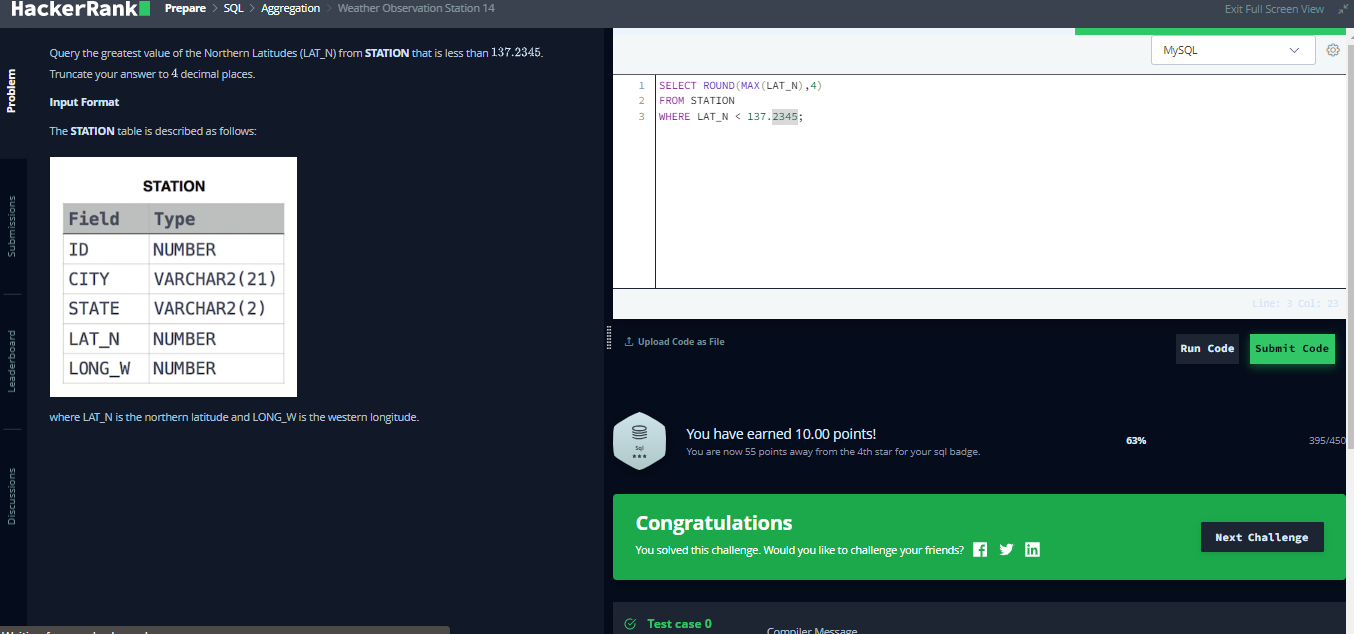 HackerRank Prepare > SQL > Aggregation > Weather Observation Station 14 Exit Full Screen View
Problem
Submissions
Leaderboard
Discussions
Query the greatest value of the Northern Latitudes (LAT_N) from STATION that is less than 137.2345.
Truncate your answer to 4 decimal places.
Input Format
The STATION table is described as follows:
STATION
Field Type
ID NUMBER
CITY VARCHAR2(21)
STATE VARCHAR2(2)
LAT_N NUMBER
LONG_W NUMBER
where LAT_N is the northern latitude and LONG_W is the western longitude.
MySQL
1 SELECT ROUND(MAX(LAT_N),4)
2 FROM STATION
3 WHERE LAT_N < 137.2345;
Line: 3 Col: 23
Upload Code as File
Run Code
Submit Code
Sql
You have earned 10.00 points!
You are now 55 points away from the 4th star for your sql badge.
63%
395/450
Congratulations
You solved this challenge. Would you like to challenge your friends?
Next Challenge
Test case 0
Compiler Message